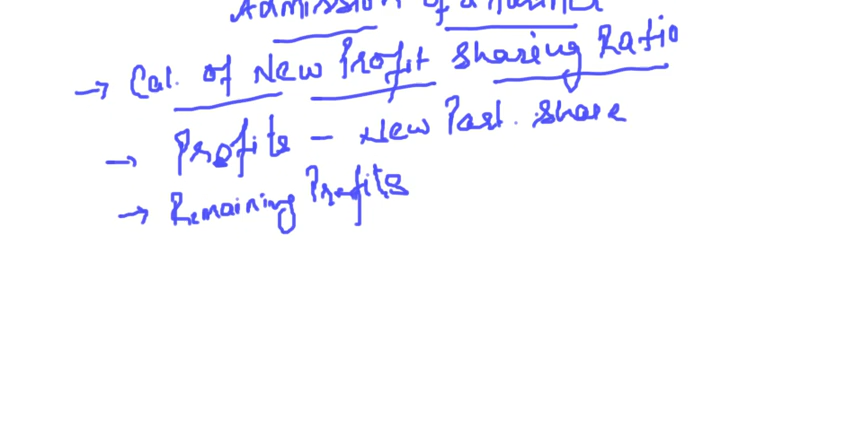 Admission of a Partner
→ Cal. of New Profit Sharing Ratio
→ Profits - New Part. Share
→ Remaining Profits